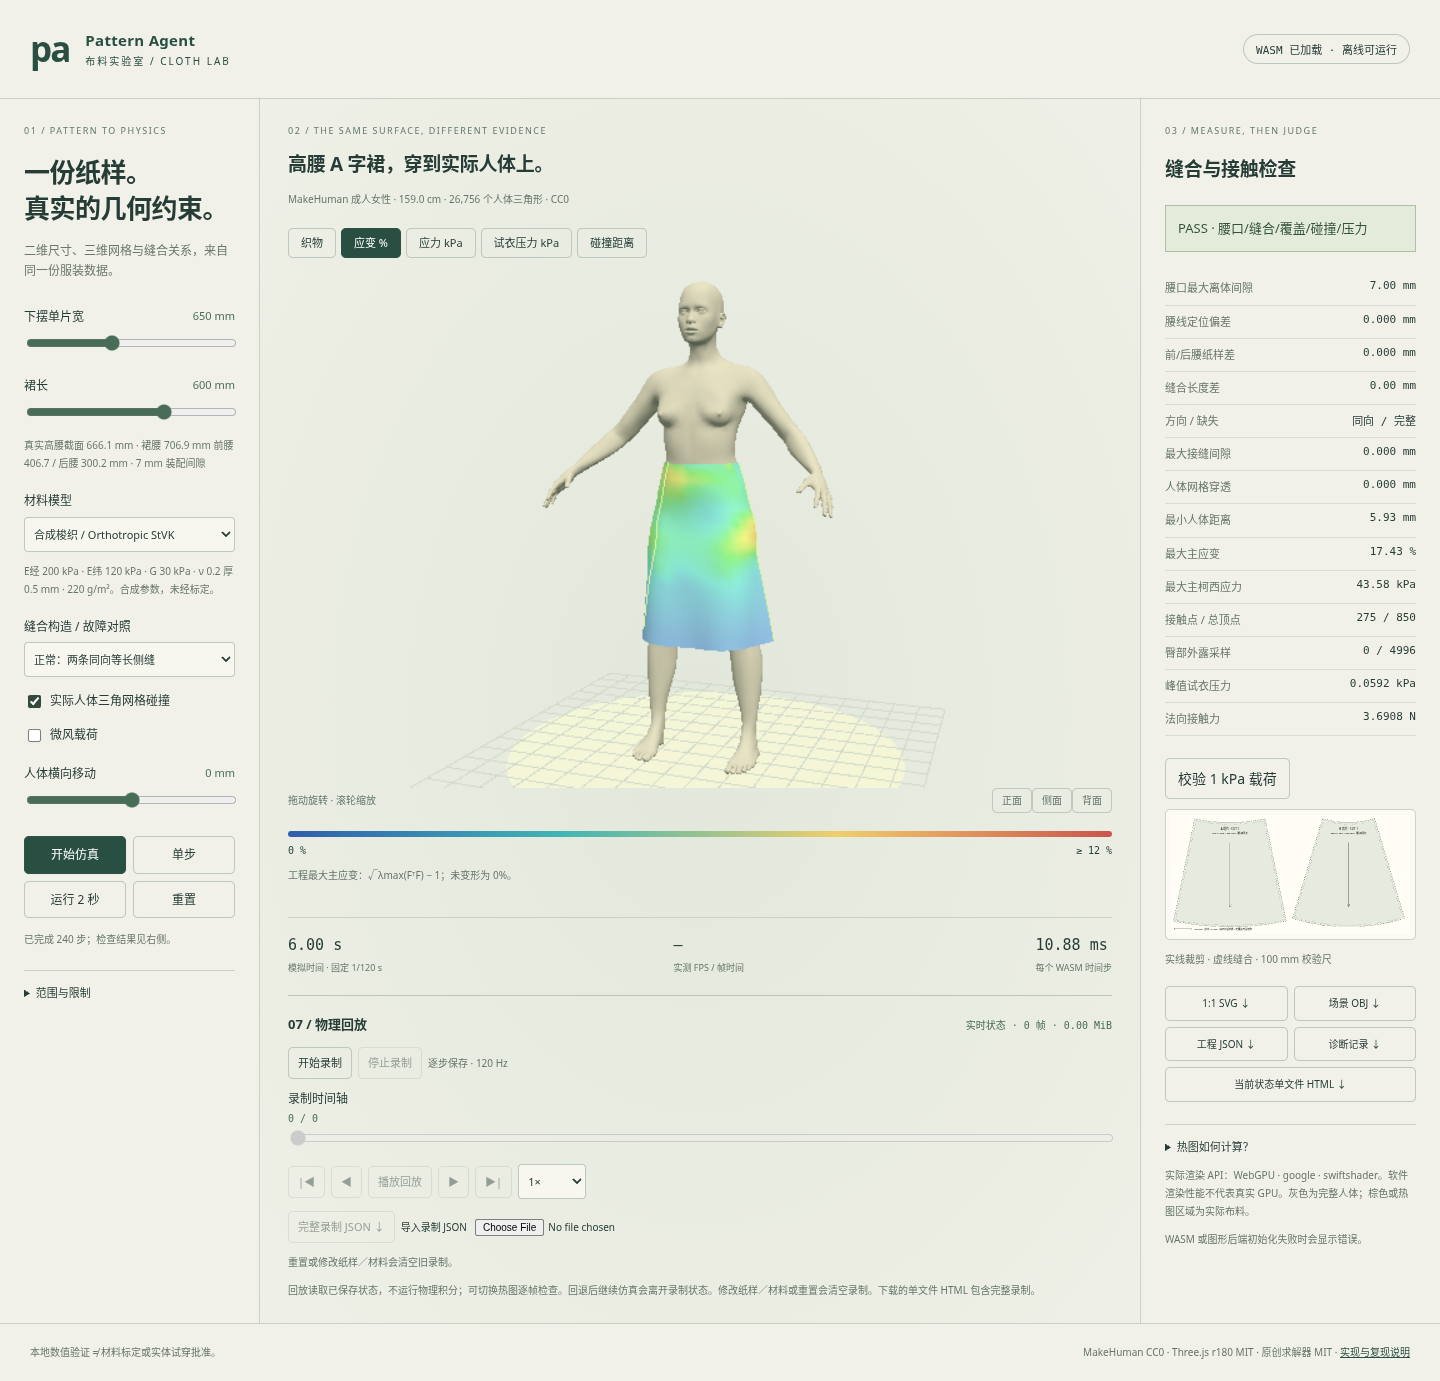 pa
Pattern Agent
布料实验室 / CLOTH LAB
WASM 已加载 · 离线可运行
01 / PATTERN TO PHYSICS
一份纸样。
真实的几何约束。
二维尺寸、三维网格与缝合关系，来自
同一份服装数据。
下摆单片宽 650 mm
裙长 600 mm
真实高腰截面 666.1 mm · 裙腰 706.9 mm 前腰
406.7 / 后腰 300.2 mm · 7 mm 装配间隙
材料模型
合成梭织 / Orthotropic StVK
E经 200 kPa · E纬 120 kPa · G 30 kPa · ν 0.2 厚
0.5 mm · 220 g/m²。合成参数，未经标定。
缝合构造 / 故障对照
正常：两条同向等长侧缝
实际人体三角网格碰撞
微风载荷
人体横向移动 0 mm
开始仿真 单步
运行 2 秒 重置
已完成 240 步；检查结果见右侧。
▶ 范围与限制
02 / THE SAME SURFACE, DIFFERENT EVIDENCE
高腰 A 字裙，穿到实际人体上。
MakeHuman 成人女性 · 159.0 cm · 26,756 个人体三角形 · CC0
织物 应变 % 应力 kPa 试衣压力 kPa 碰撞距离
拖动旋转 · 滚轮缩放 正面 侧面 背面
0 % ≥ 12 %
工程最大主应变：√λmax(FᵀF) − 1；未变形为 0%。
6.00 s — 10.88 ms
模拟时间 · 固定 1/120 s 实测 FPS / 帧时间 每个 WASM 时间步
07 / 物理回放 实时状态 · 0 帧 · 0.00 MiB
开始录制 停止录制 逐步保存 · 120 Hz
录制时间轴
0 / 0
|◀ ◀ 播放回放 ▶ ▶| 1×
完整录制 JSON ↓ 导入录制 JSON Choose File No file chosen
重置或修改纸样／材料会清空旧录制。
回放读取已保存状态，不运行物理积分；可切换热图逐帧检查。回退后继续仿真会离开录制状态。修改纸样／材料或重置会清空录制。下载的单文件 HTML 包含完整录制。
03 / MEASURE, THEN JUDGE
缝合与接触检查
PASS · 腰口/缝合/覆盖/碰撞/压力
腰口最大离体间隙 7.00 mm
腰线定位偏差 0.000 mm
前/后腰纸样差 0.000 mm
缝合长度差 0.00 mm
方向 / 缺失 同向 / 完整
最大接缝间隙 0.000 mm
人体网格穿透 0.000 mm
最小人体距离 5.93 mm
最大主应变 17.43 %
最大主柯西应力 43.58 kPa
接触点 / 总顶点 275 / 850
臀部外露采样 0 / 4996
峰值试衣压力 0.0592 kPa
法向接触力 3.6908 N
校验 1 kPa 载荷
实线裁剪 · 虚线缝合 · 100 mm 校验尺
1:1 SVG ↓ 场景 OBJ ↓
工程 JSON ↓ 诊断记录 ↓
当前状态单文件 HTML ↓
▶ 热图如何计算？
实际渲染 API：WebGPU · google · swiftshader。软件
渲染性能不代表真实 GPU。灰色为完整人体；棕色或热
图区域为实际布料。
WASM 或图形后端初始化失败时会显示错误。
本地数值验证 ≠ 材料标定或实体试穿批准。
MakeHuman CC0 · Three.js r180 MIT · 原创求解器 MIT · 实现与复现说明